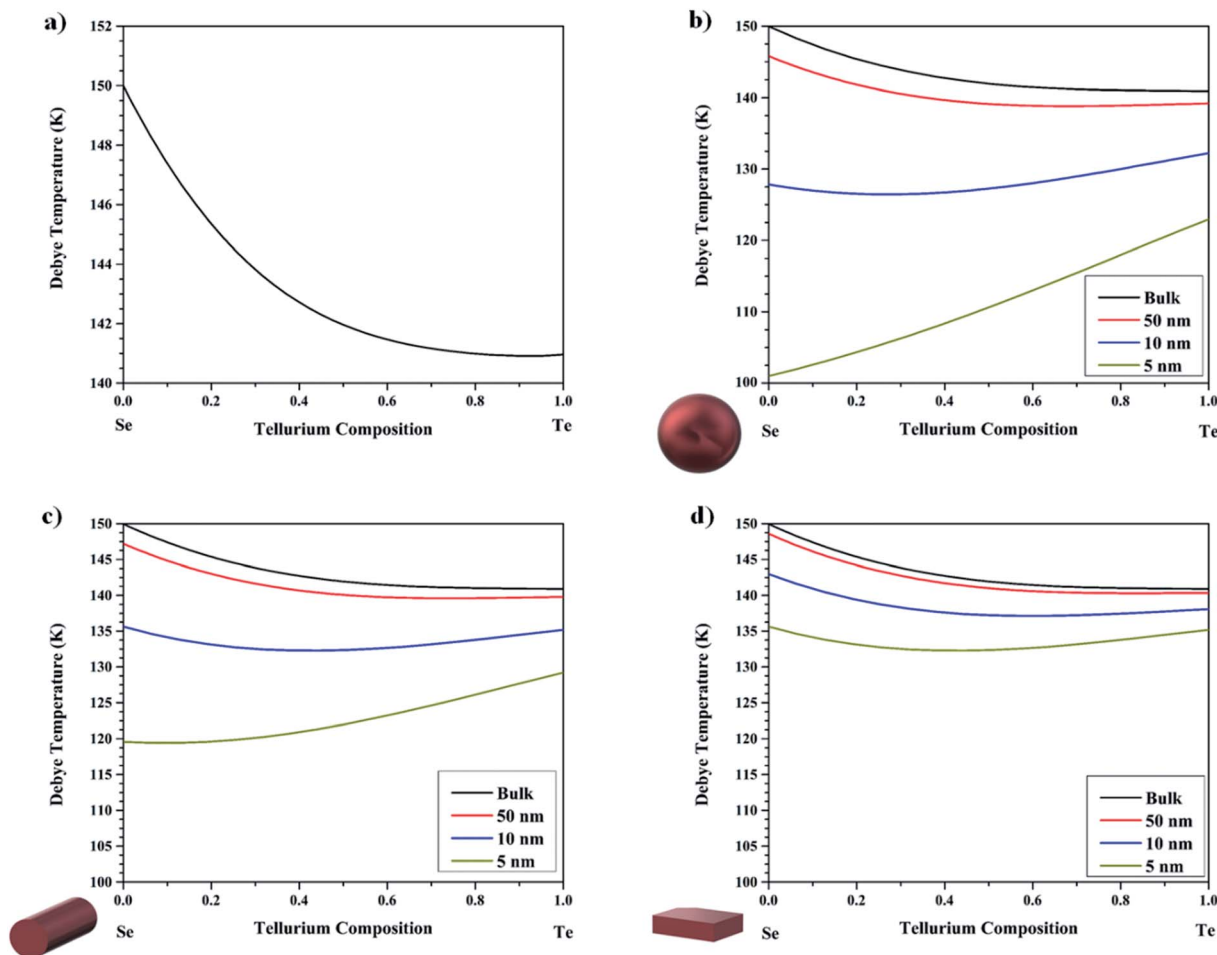 a)
152
150
148
146
144
142
140
Debye Temperature (K)
0.0 0.2 0.4 0.6 0.8 1.0
Se Tellurium Composition Te
b)
150
140
130
120
110
100
Debye Temperature (K)
Bulk
50 nm
10 nm
5 nm
0.0 0.2 0.4 0.6 0.8 1.0
Se Tellurium Composition Te
c)
150
145
140
135
130
125
120
115
110
105
100
Debye Temperature (K)
Bulk
50 nm
10 nm
5 nm
0.0 0.2 0.4 0.6 0.8 1.0
Se Tellurium Composition Te
d)
150
145
140
135
130
125
120
115
110
105
100
Debye Temperature (K)
Bulk
50 nm
10 nm
5 nm
0.0 0.2 0.4 0.6 0.8 1.0
Se Tellurium Composition Te